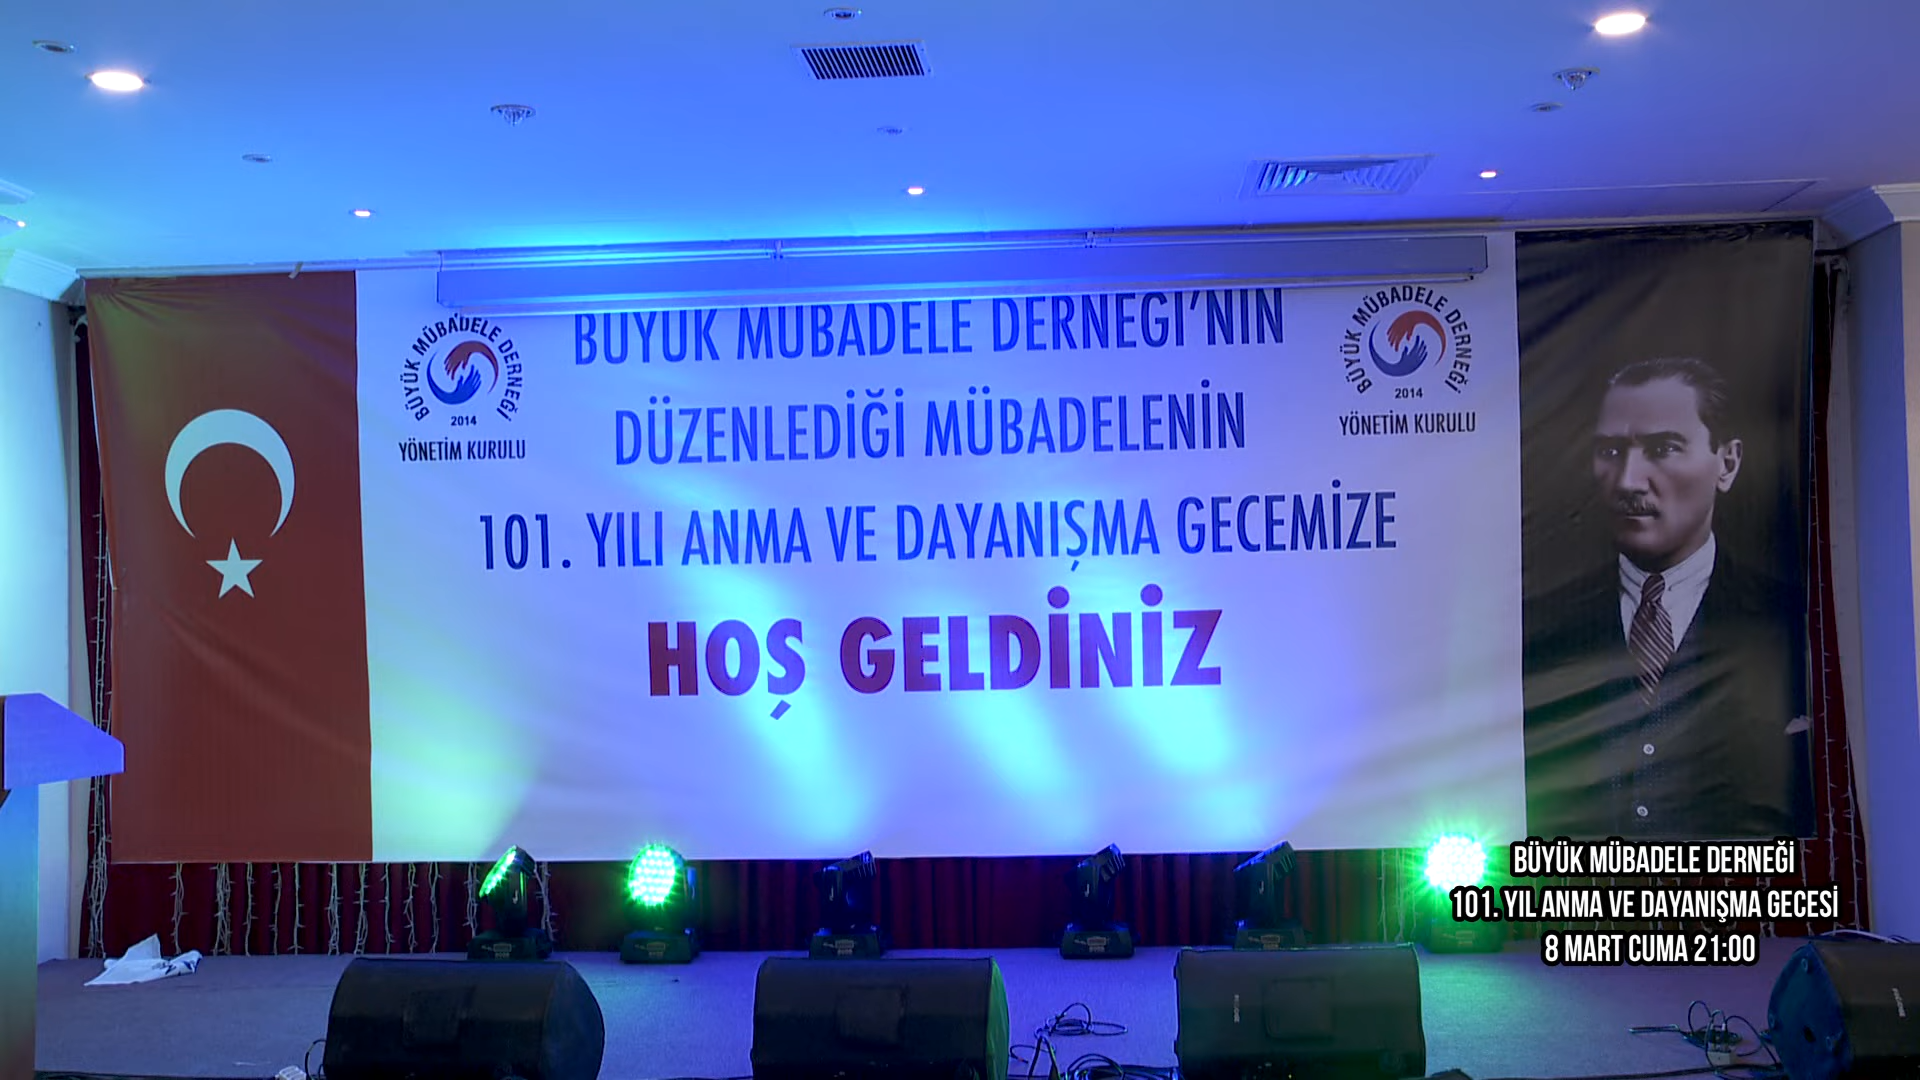 BÜYÜK MÜBADELE DERNEĞİ'NİN
DÜZENLEDİĞİ MÜBADELENİN
101. YILI ANMA VE DAYANIŞMA GECEMİZE
HOŞ GELDİNİZ
BÜYÜK MÜBADELE DERNEĞİ
2014
YÖNETİM KURULU
BÜYÜK MÜBADELE DERNEĞİ
2014
YÖNETİM KURULU
BÜYÜK MÜBADELE DERNEĞİ
101. YIL ANMA VE DAYANIŞMA GECESİ
8 MART CUMA 21:00